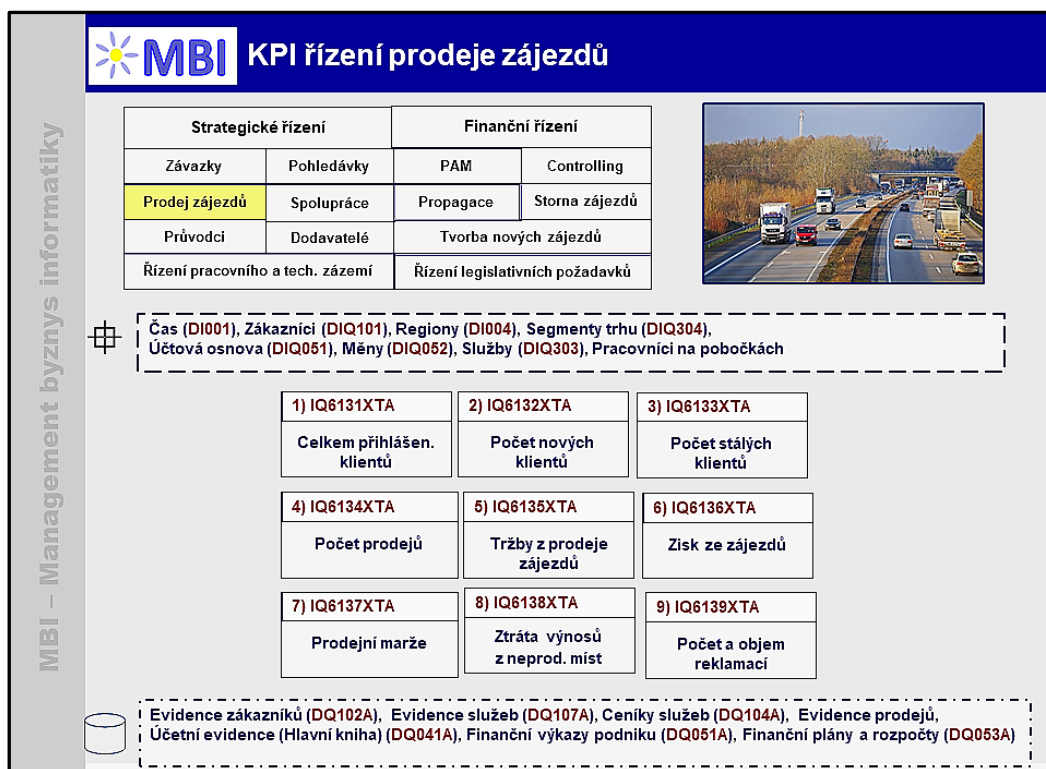 MBI
KPI řízení prodeje zájezdů
MBI – Management byznys informatiky
Strategické řízení
Finanční řízení
Závazky
Pohledávky
PAM
Controlling
Prodej zájezdů
Spolupráce
Propagace
Storna zájezdů
Průvodci
Dodavatelé
Tvorba nových zájezdů
Řízení pracovního a tech. zázemí
Řízení legislativních požadavků
Čas (DI001), Zákazníci (DIQ101), Regiony (DI004), Segmenty trhu (DIQ304),
Účtová osnova (DIQ051), Měny (DIQ052), Služby (DIQ303), Pracovníci na pobočkách
1) IQ6131XTA
Celkem přihlášen.
klientů
2) IQ6132XTA
Počet nových
klientů
3) IQ6133XTA
Počet stálých
klientů
4) IQ6134XTA
Počet prodejů
5) IQ6135XTA
Tržby z prodeje
zájezdů
6) IQ6136XTA
Zisk ze zájezdů
7) IQ6137XTA
Prodejní marže
8) IQ6138XTA
Ztráta výnosů
z neprod. míst
9) IQ6139XTA
Počet a objem
reklamací
Evidence zákazníků (DQ102A), Evidence služeb (DQ107A), Ceníky služeb (DQ104A), Evidence prodejů,
Účetní evidence (Hlavní kniha) (DQ041A), Finanční výkazy podniku (DQ051A), Finanční plány a rozpočty (DQ053A)